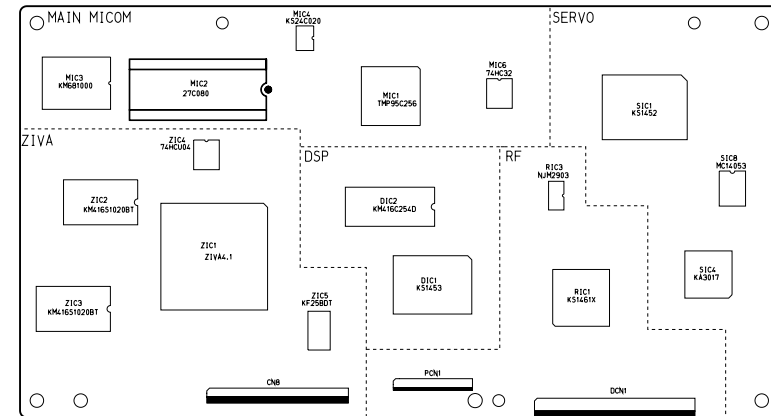 MAIN MICOM
MIC4
KS24C020
SERVO
MIC3
KM681000
MIC2
27C080
MIC1
TMP95C256
MIC6
74HC32
SIC1
KS1452
ZIVA
ZIC4
74HCU04
DSP
RF
RIC3
NJM2903
SIC8
MC14053
ZIC2
KM416S1020BT
DIC2
KM416C254D
ZIC1
ZIVA4.1
SIC4
KA3017
DIC1
KS1453
ZIC3
KM416S1020BT
ZIC5
KF25BDT
RIC1
KS1461X
CN8
PCN1
DCN1